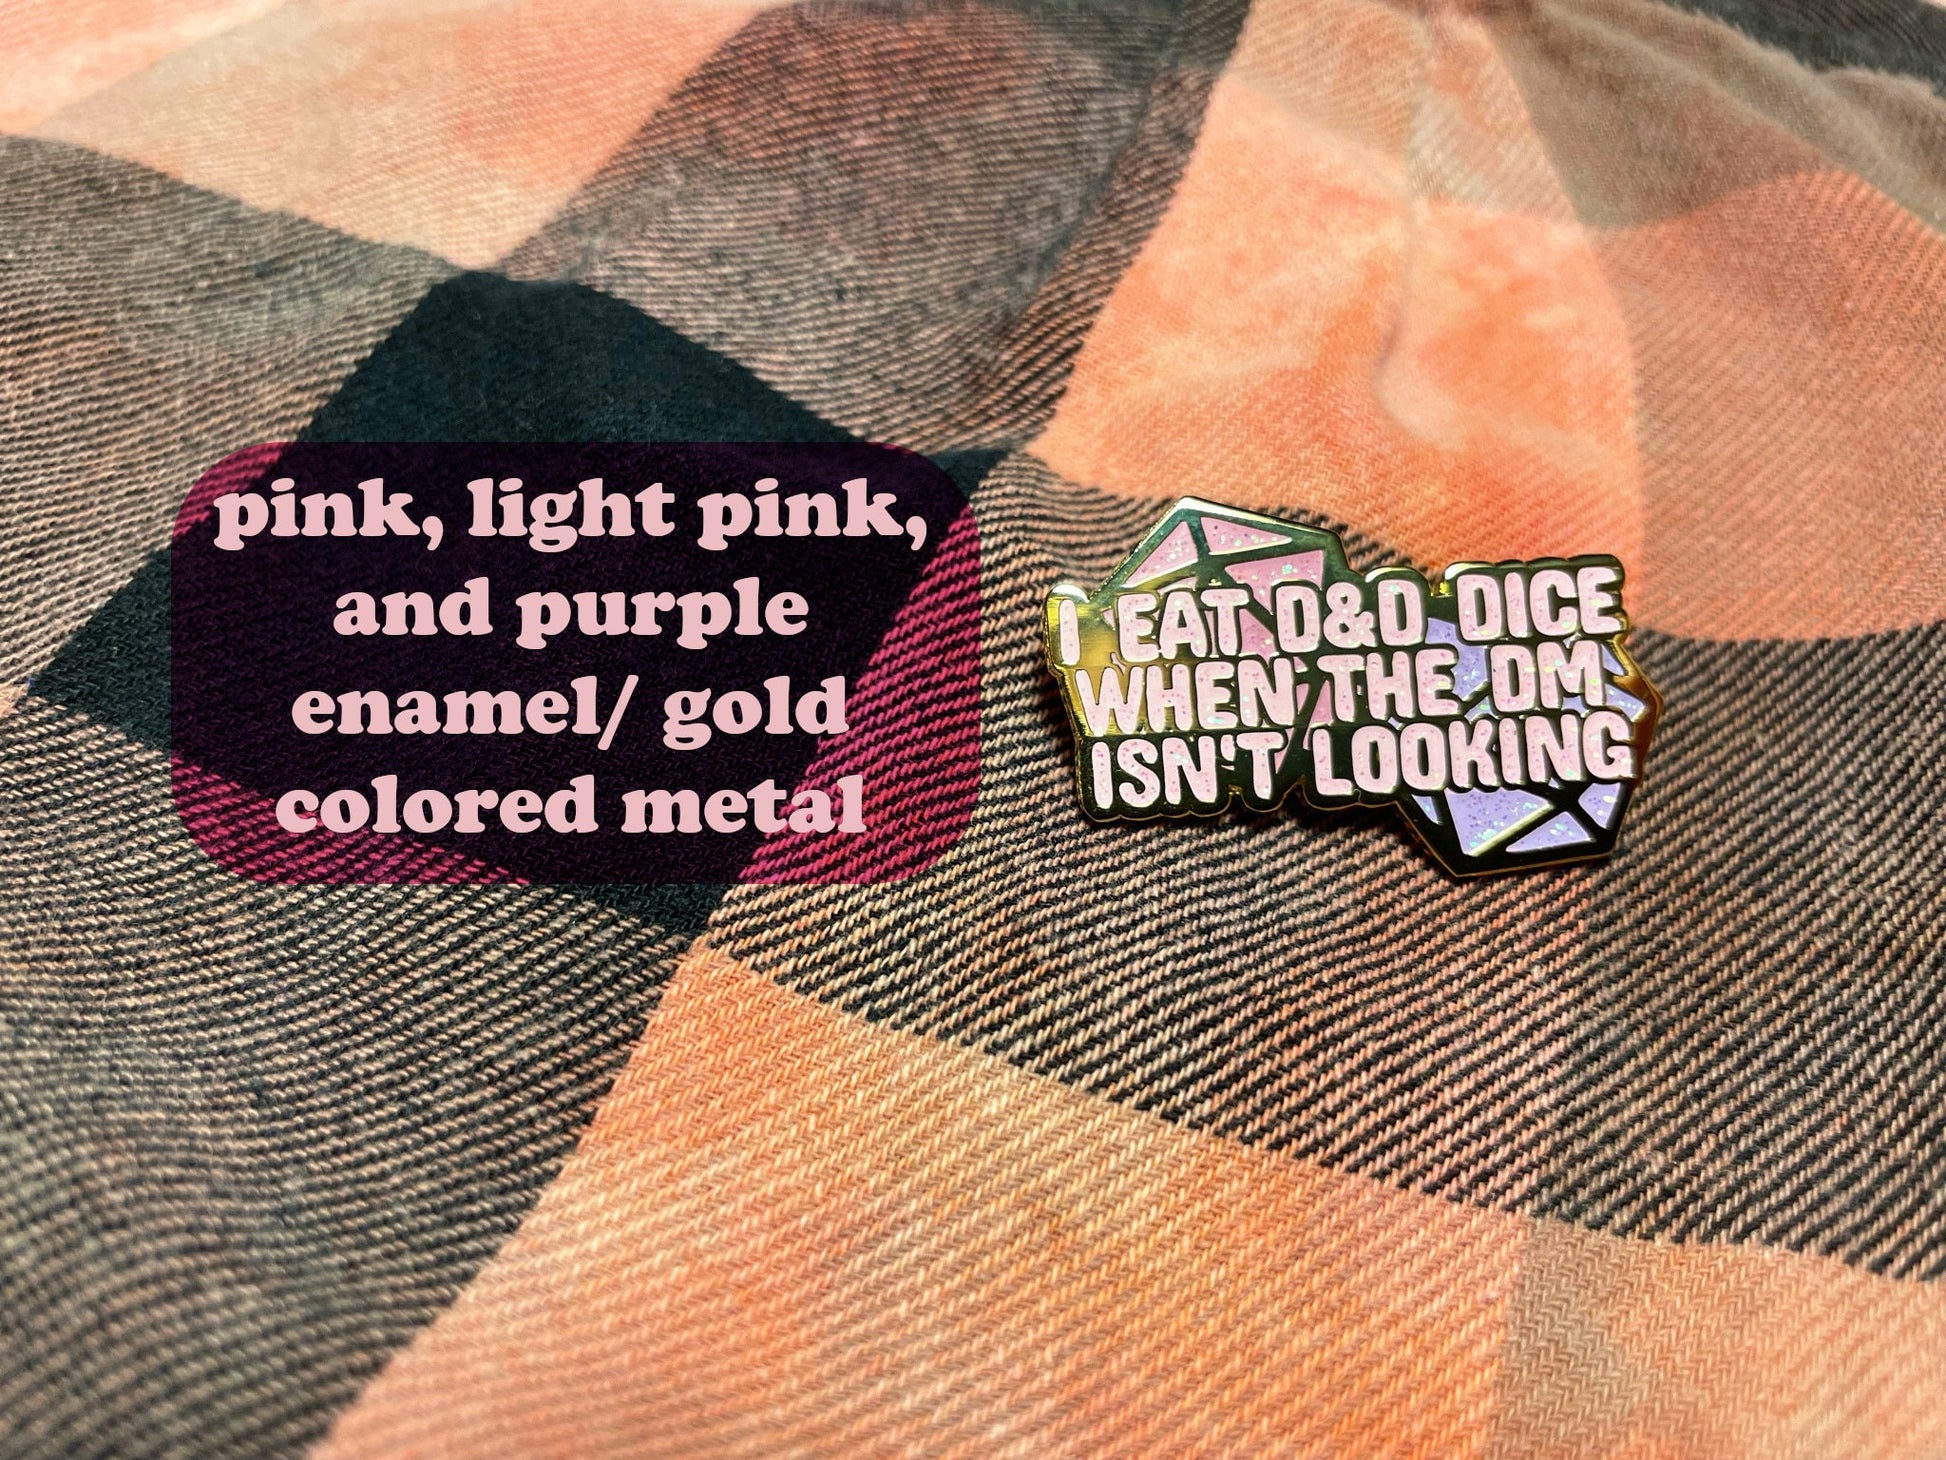 pink, light pink,
and purple
enamel/ gold
colored metal
I EAT D&D DICE
WHEN THE DM
ISN'T LOOKING